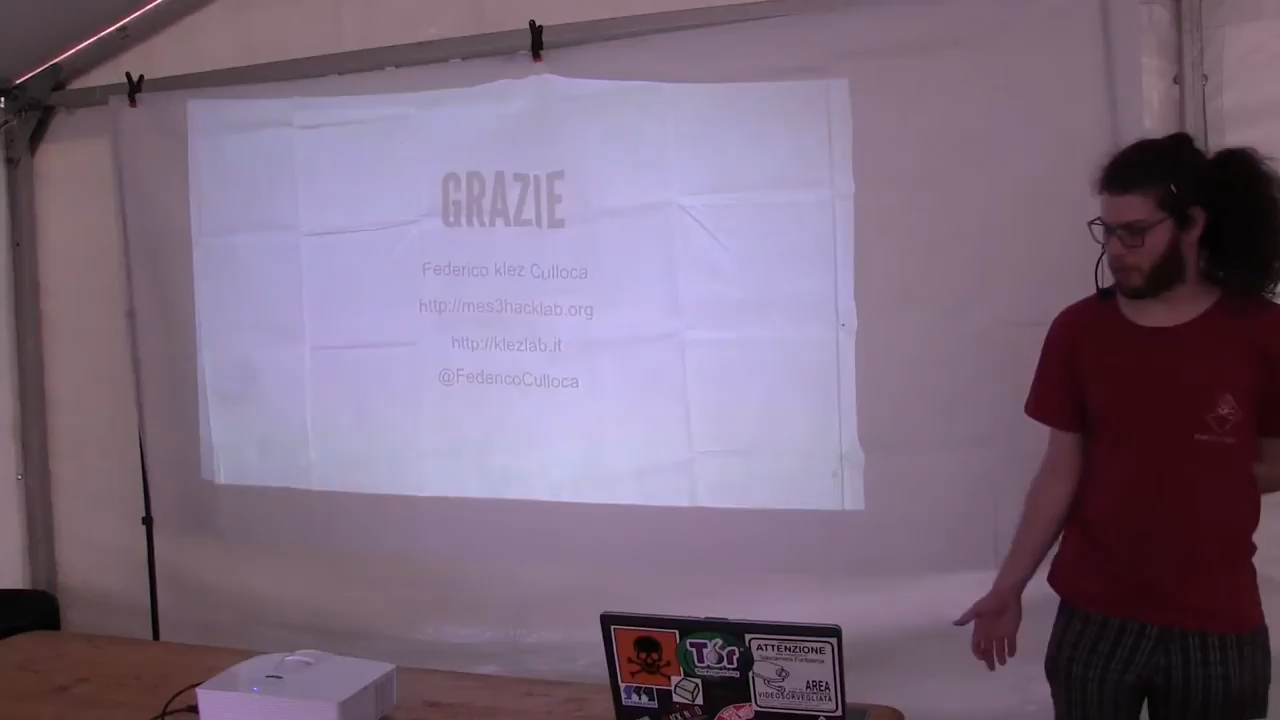 GRAZIE
Federico klez Culloca
http://mes3hacklab.org
http://klezlab.it
@FedericoCulloca
Tor
ATTENZIONE
AREA
VIDEOSORVEGLIATA